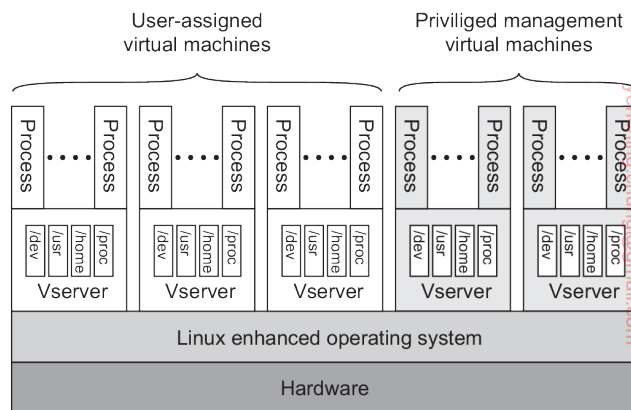 User-assigned
virtual machines
Priviliged management
virtual machines
Process
Process
Process
Process
Process
Process
Process
Process
Process
Process
/dev
/usr
/home
/proc
Vserver
/dev
/usr
/home
/proc
Vserver
/dev
/usr
/home
/proc
Vserver
/dev
/usr
/home
/proc
Vserver
/dev
/usr
/home
/proc
Vserver
Linux enhanced operating system
Hardware